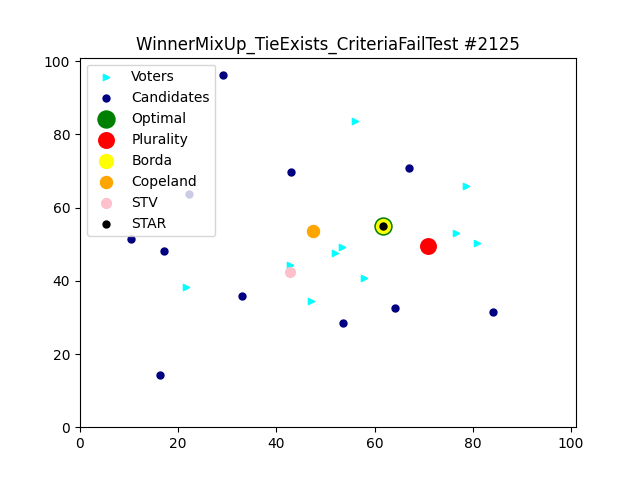 WinnerMixUp_TieExists_CriteriaFailTest #2125
100
80
60
40
20
0
Voters
Candidates
Optimal
Plurality
Borda
Copeland
STV
STAR
0 20 40 60 80 100